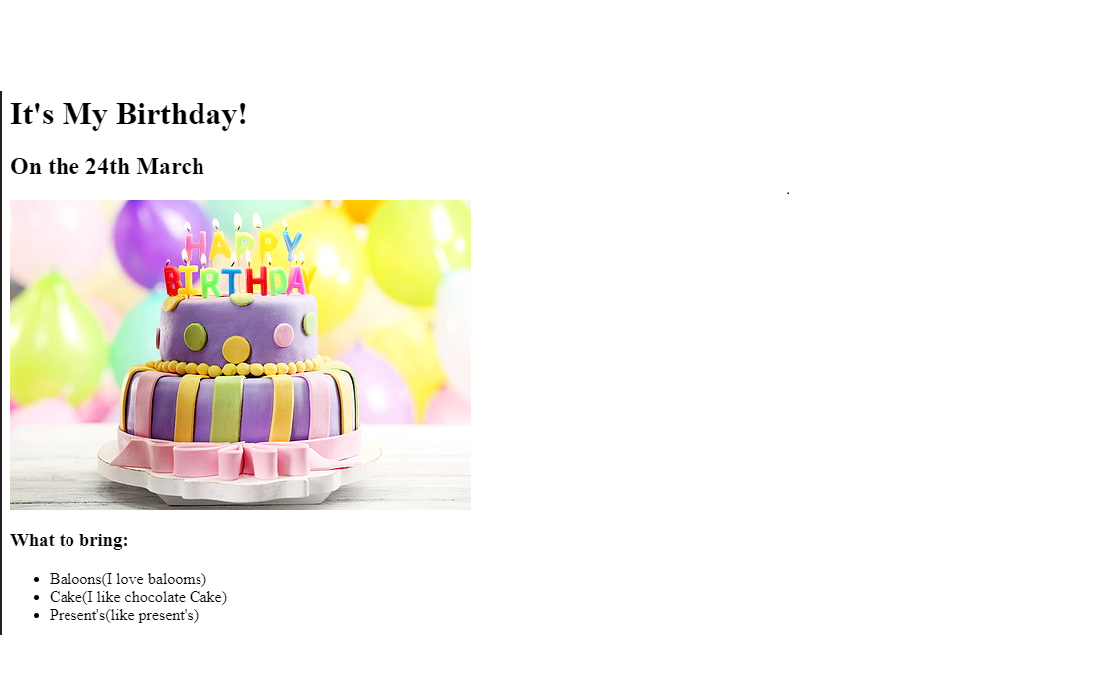 It's My Birthday!
On the 24th March
HAPPY
BIRTHDAY
What to bring:
Baloons(I love balooms)
Cake(I like chocolate Cake)
Present's(like present's)